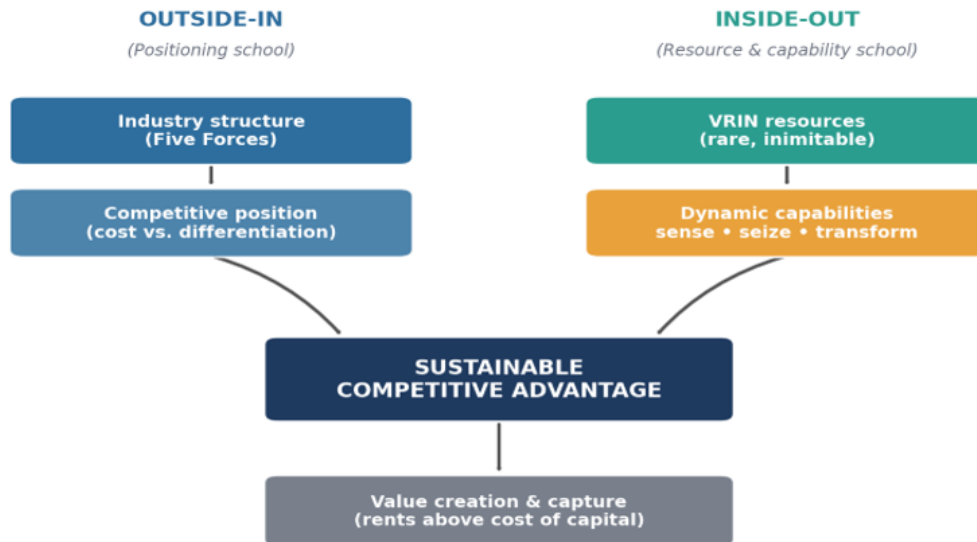 OUTSIDE-IN
(Positioning school)
INSIDE-OUT
(Resource & capability school)
Industry structure
(Five Forces)
VRIN resources
(rare, inimitable)
Competitive position
(cost vs. differentiation)
Dynamic capabilities
sense • seize • transform
SUSTAINABLE
COMPETITIVE ADVANTAGE
Value creation & capture
(rents above cost of capital)